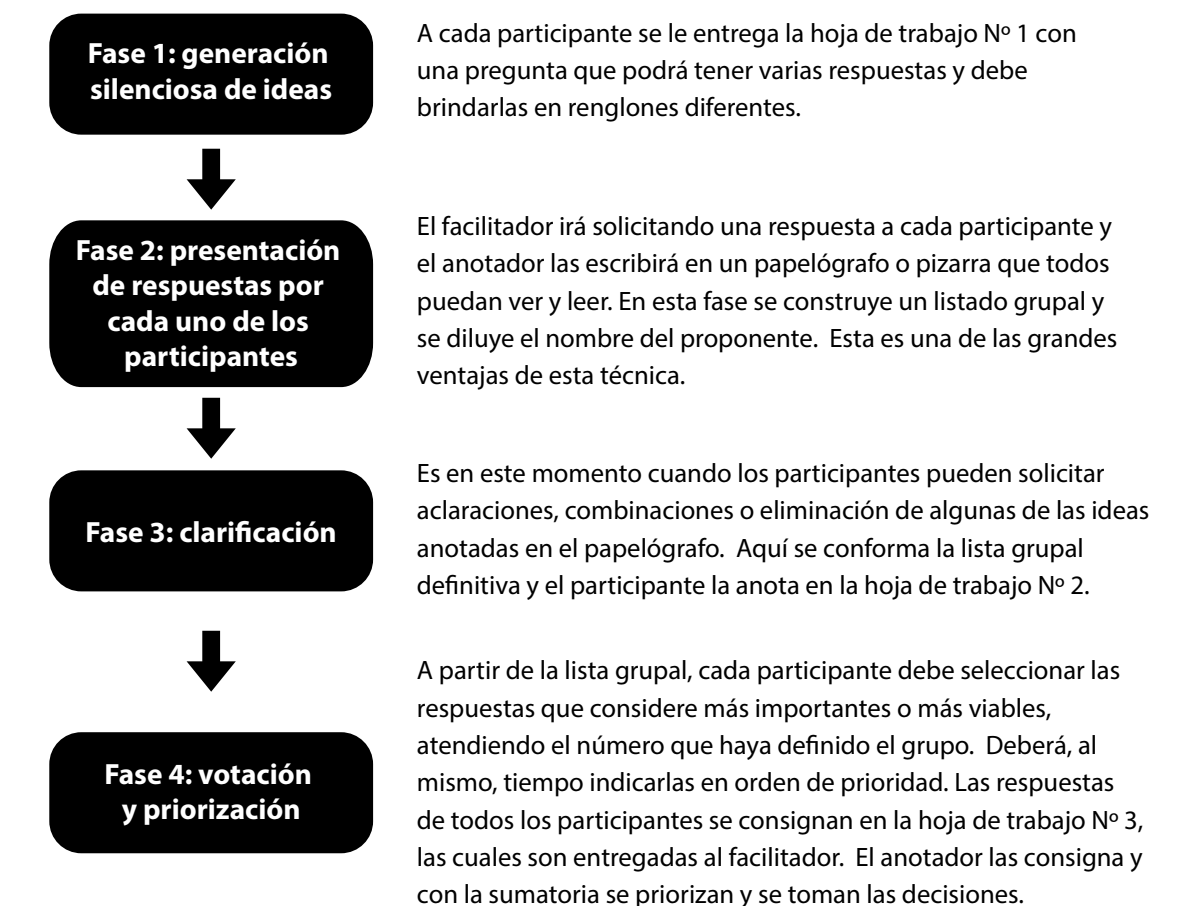 Fase 1: generación
silenciosa de ideas
A cada participante se le entrega la hoja de trabajo Nº 1 con
una pregunta que podrá tener varias respuestas y debe
brindarlas en renglones diferentes.
Fase 2: presentación
de respuestas por
cada uno de los
participantes
El facilitador irá solicitando una respuesta a cada participante y
el anotador las escribirá en un papelógrafo o pizarra que todos
puedan ver y leer. En esta fase se construye un listado grupal y
se diluye el nombre del proponente. Esta es una de las grandes
ventajas de esta técnica.
Fase 3: clarificación
Es en este momento cuando los participantes pueden solicitar
aclaraciones, combinaciones o eliminación de algunas de las ideas
anotadas en el papelógrafo. Aquí se conforma la lista grupal
definitiva y el participante la anota en la hoja de trabajo Nº 2.
Fase 4: votación
y priorización
A partir de la lista grupal, cada participante debe seleccionar las
respuestas que considere más importantes o más viables,
atendiendo el número que haya definido el grupo. Deberá, al
mismo, tiempo indicarlas en orden de prioridad. Las respuestas
de todos los participantes se consignan en la hoja de trabajo Nº 3,
las cuales son entregadas al facilitador. El anotador las consigna y
con la sumatoria se priorizan y se toman las decisiones.